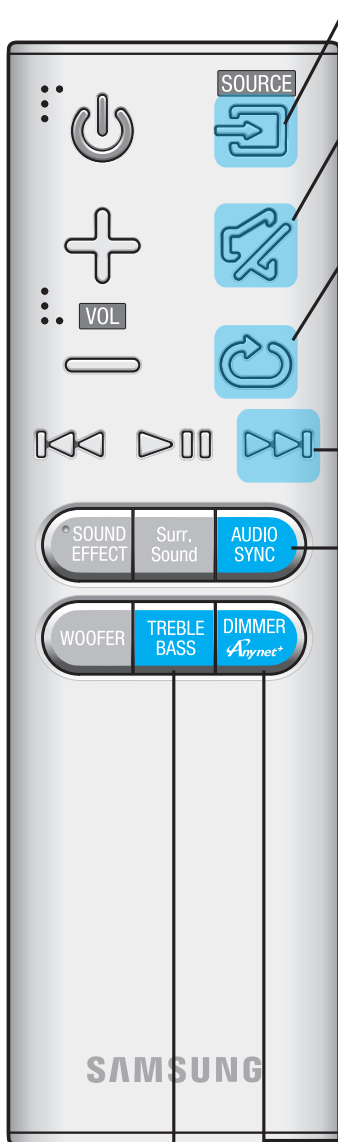 SOURCE
VOL
SOUND
EFFECT
Surr.
Sound
AUDIO
SYNC
WOOFER
TREBLE
BASS
DIMMER
Anynet+
SAMSUNG